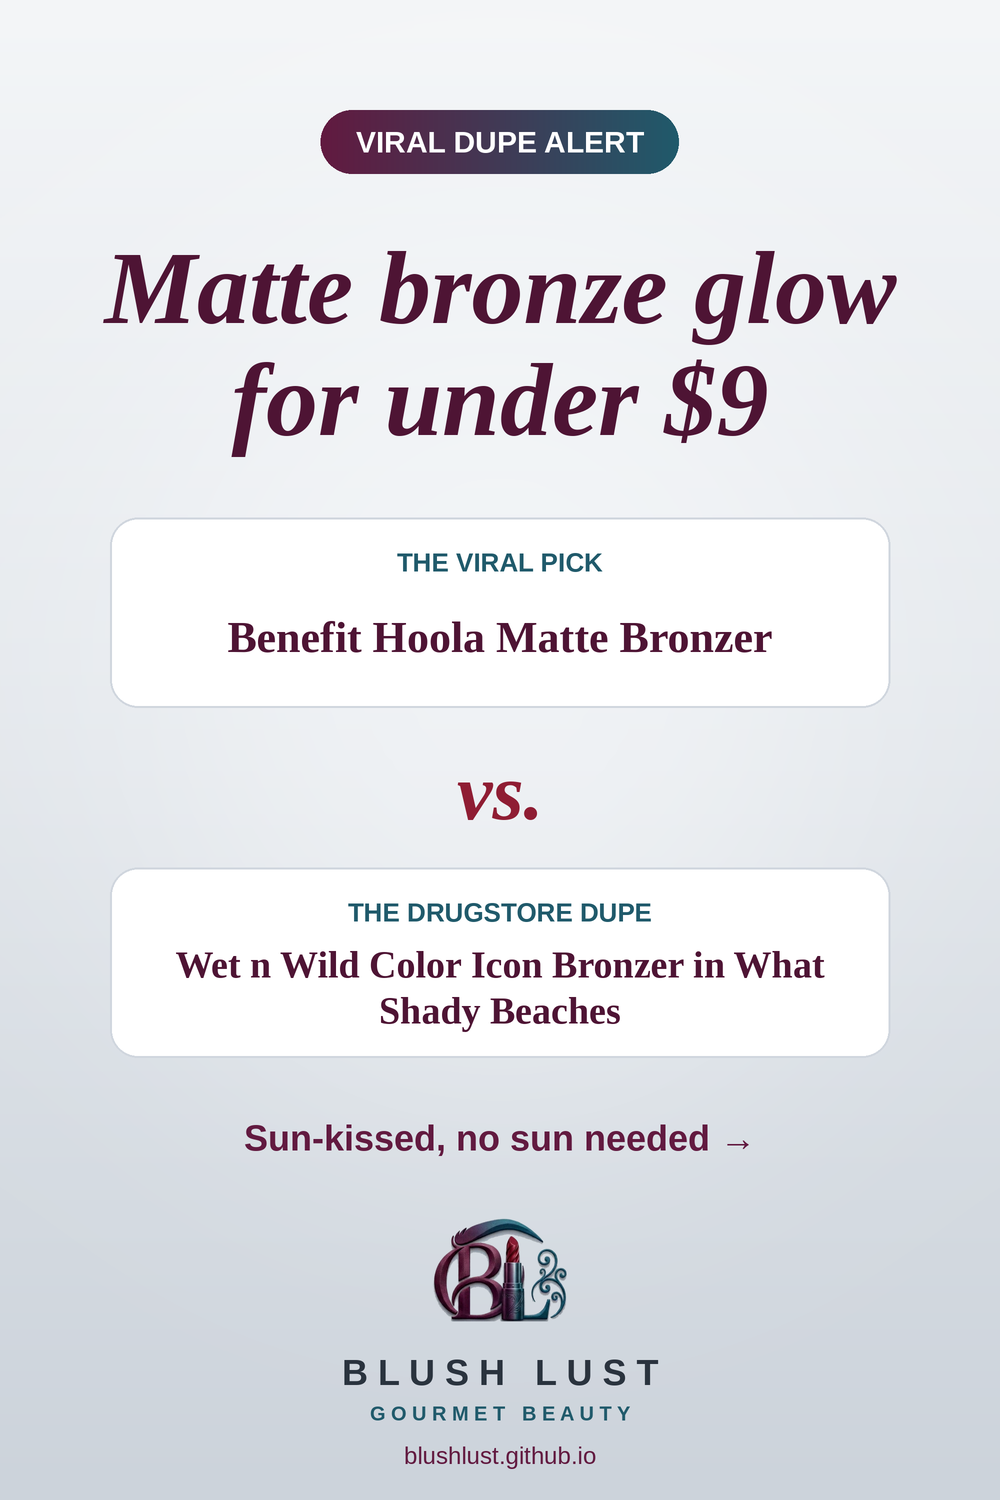 VIRAL DUPE ALERT
Matte bronze glow
for under $9
THE VIRAL PICK
Benefit Hoola Matte Bronzer
vs.
THE DRUGSTORE DUPE
Wet n Wild Color Icon Bronzer in What
Shady Beaches
Sun-kissed, no sun needed →
BL
BLUSH LUST
GOURMET BEAUTY
blushlust.github.io